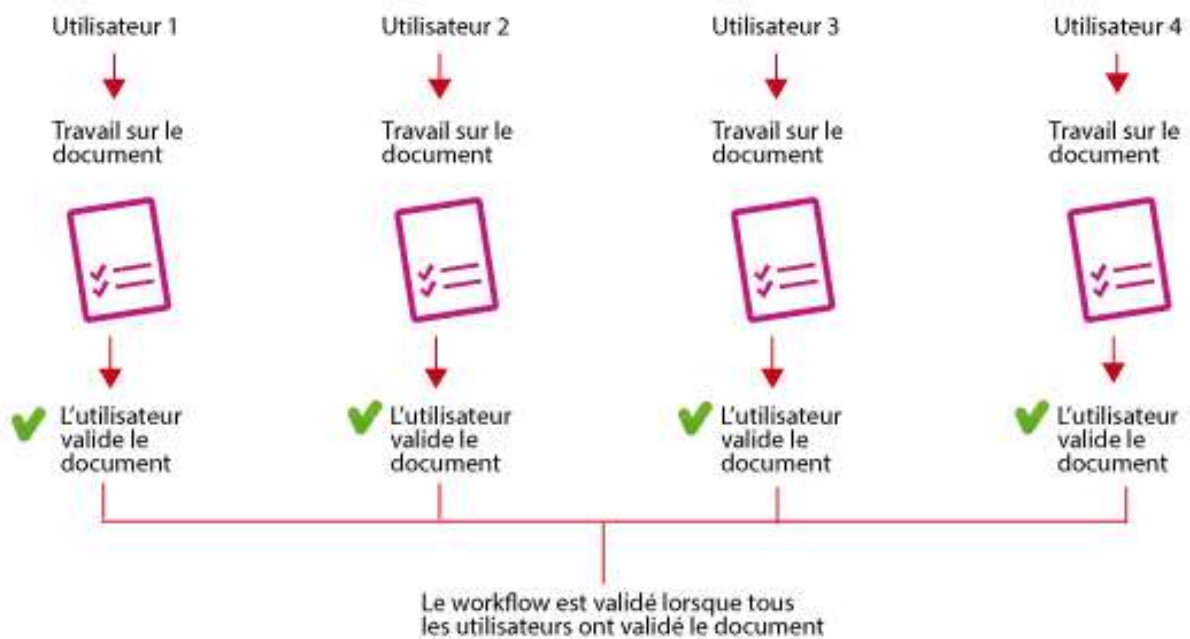 Utilisateur 1
Utilisateur 2
Utilisateur 3
Utilisateur 4
Travail sur le
document
Travail sur le
document
Travail sur le
document
Travail sur le
document
L'utilisateur
valide le
document
L'utilisateur
valide le
document
L'utilisateur
valide le
document
L'utilisateur
valide le
document
Le workflow est validé lorsque tous
les utilisateurs ont validé le document